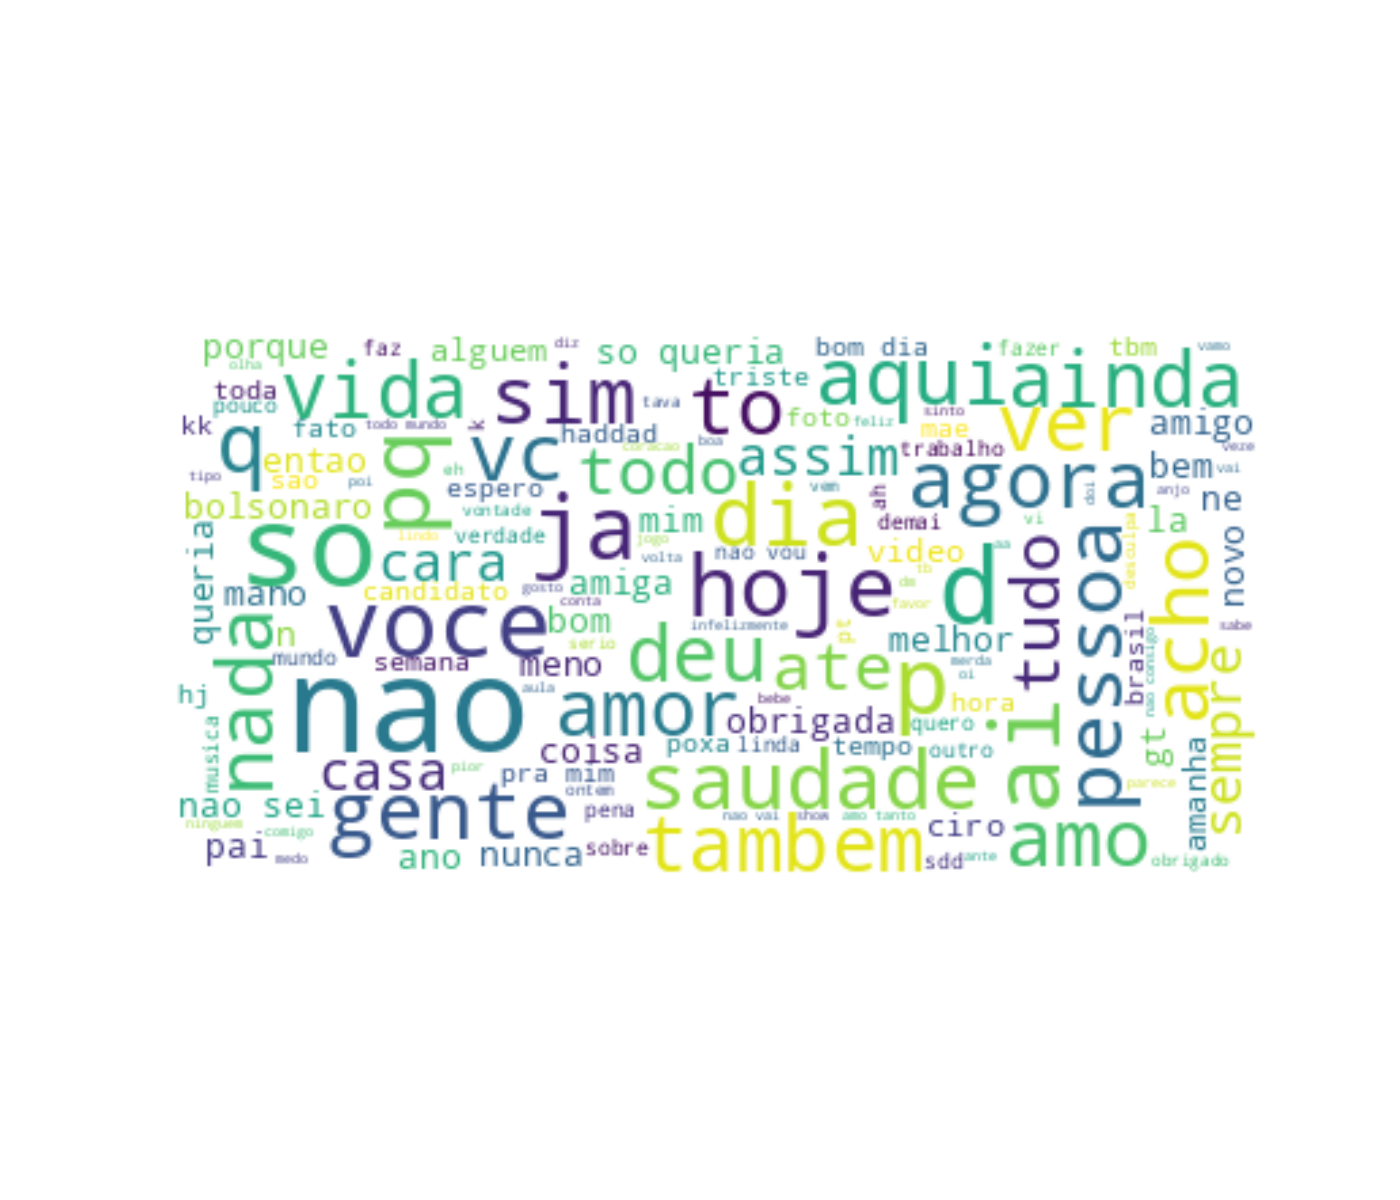 porque faz alguem diz so queria bom dia fazer tbm vamo
olha vida sim to triste aqui ainda
toda pouco tava foto feliz sinto ver amigo
kk q fato todo mundo k vc haddad coracao boa mae trabalho veze
tipo entao sao poi pq eh espero todo assim vem ah agora doi bem vai anjo
bolsonaro vontade ja mim dia demai vi la ne
queria so lindo verdade cara jogo volta nao vou video aa desculpa novo
mano candidato gosto conta amiga hoje dm tb favor d tudo pessoa acho
voce bom infelizmente pt melhor brasil nao consigo sabe
nada n mundo semana meno serio deu ate merda oi sempre
hj nao aula amor bebe p hora ai
musica obrigada quero gt
casa pior coisa poxa linda tempo outro amanha
pra mim ontem saudade parece
nao sei gente pena nao vai show amo tanto
ninguem comigo tambem ciro amo
pai medo ano nunca sobre sdd ante obrigado